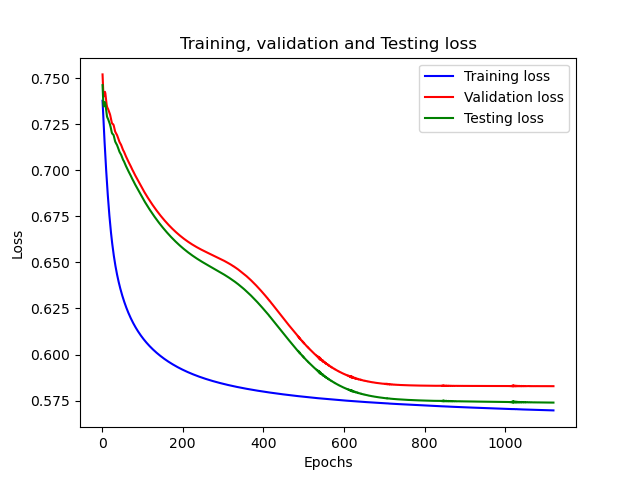 Training, validation and Testing loss
Training loss
Validation loss
Testing loss
Loss
0.750
0.725
0.700
0.675
0.650
0.625
0.600
0.575
0 200 400 600 800 1000
Epochs